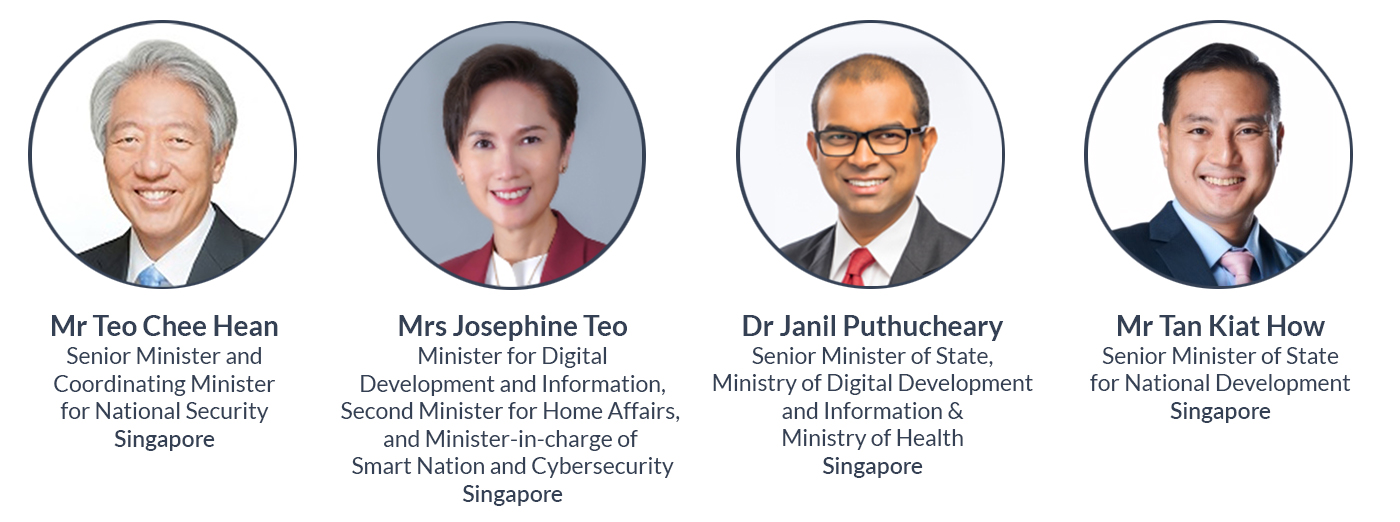 Mr Teo Chee Hean
Senior Minister and
Coordinating Minister
for National Security
Singapore
Mrs Josephine Teo
Minister for Digital
Development and Information,
Second Minister for Home Affairs,
and Minister-in-charge of
Smart Nation and Cybersecurity
Singapore
Dr Janil Puthucheary
Senior Minister of State,
Ministry of Digital Development
and Information &
Ministry of Health
Singapore
Mr Tan Kiat How
Senior Minister of State
for National Development
Singapore